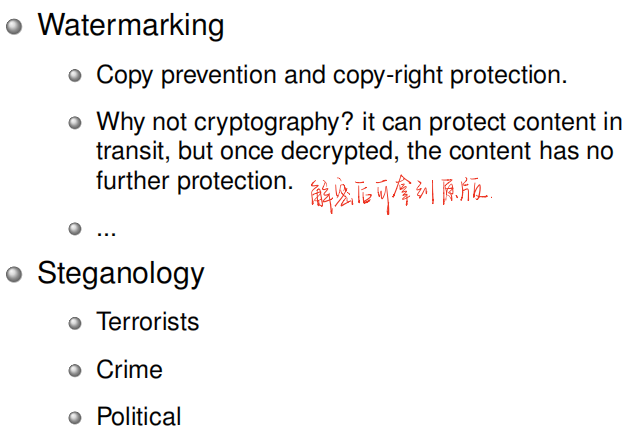 Watermarking
Copy prevention and copy-right protection.
Why not cryptography? it can protect content in
transit, but once decrypted, the content has no
further protection.
解密后可拿到原版.
...
Steganology
Terrorists
Crime
Political